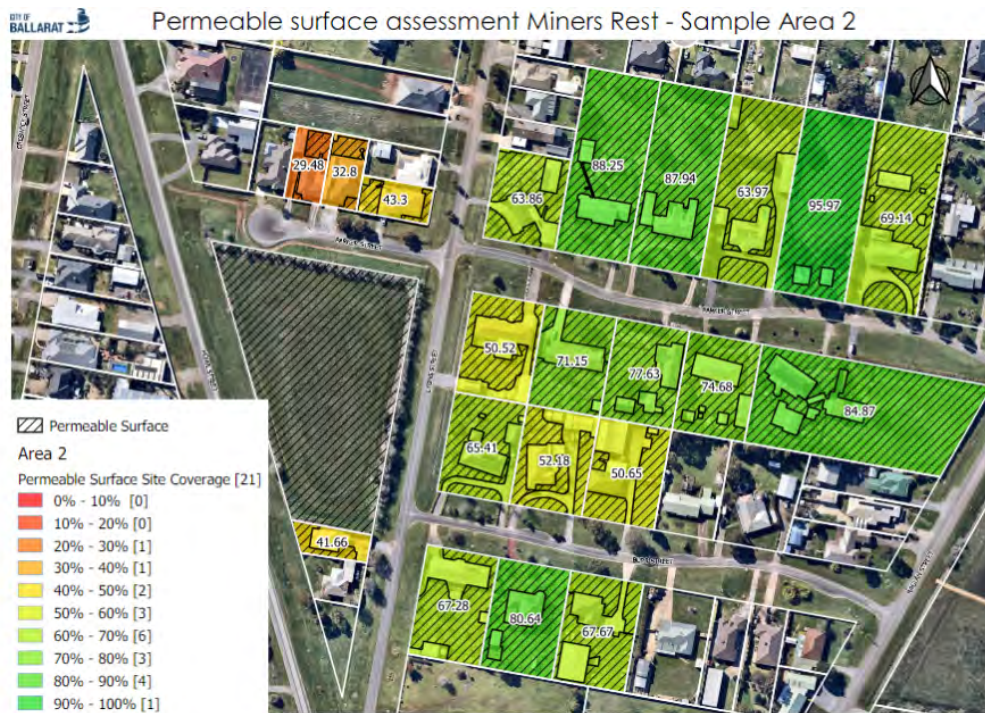 CITY OF
BALLARAT
Permeable surface assessment Miners Rest - Sample Area 2
29.48
32.8
43.3
63.86
88.25
87.94
63.97
95.97
69.14
PARKER STREET
50.52
71.15
77.63
74.68
84.87
65.41
52.18
50.65
41.66
67.28
80.64
67.67
Permeable Surface
Area 2
Permeable Surface Site Coverage [21]
0% - 10% [0]
10% - 20% [0]
20% - 30% [1]
30% - 40% [1]
40% - 50% [2]
50% - 60% [3]
60% - 70% [6]
70% - 80% [3]
80% - 90% [4]
90% - 100% [1]